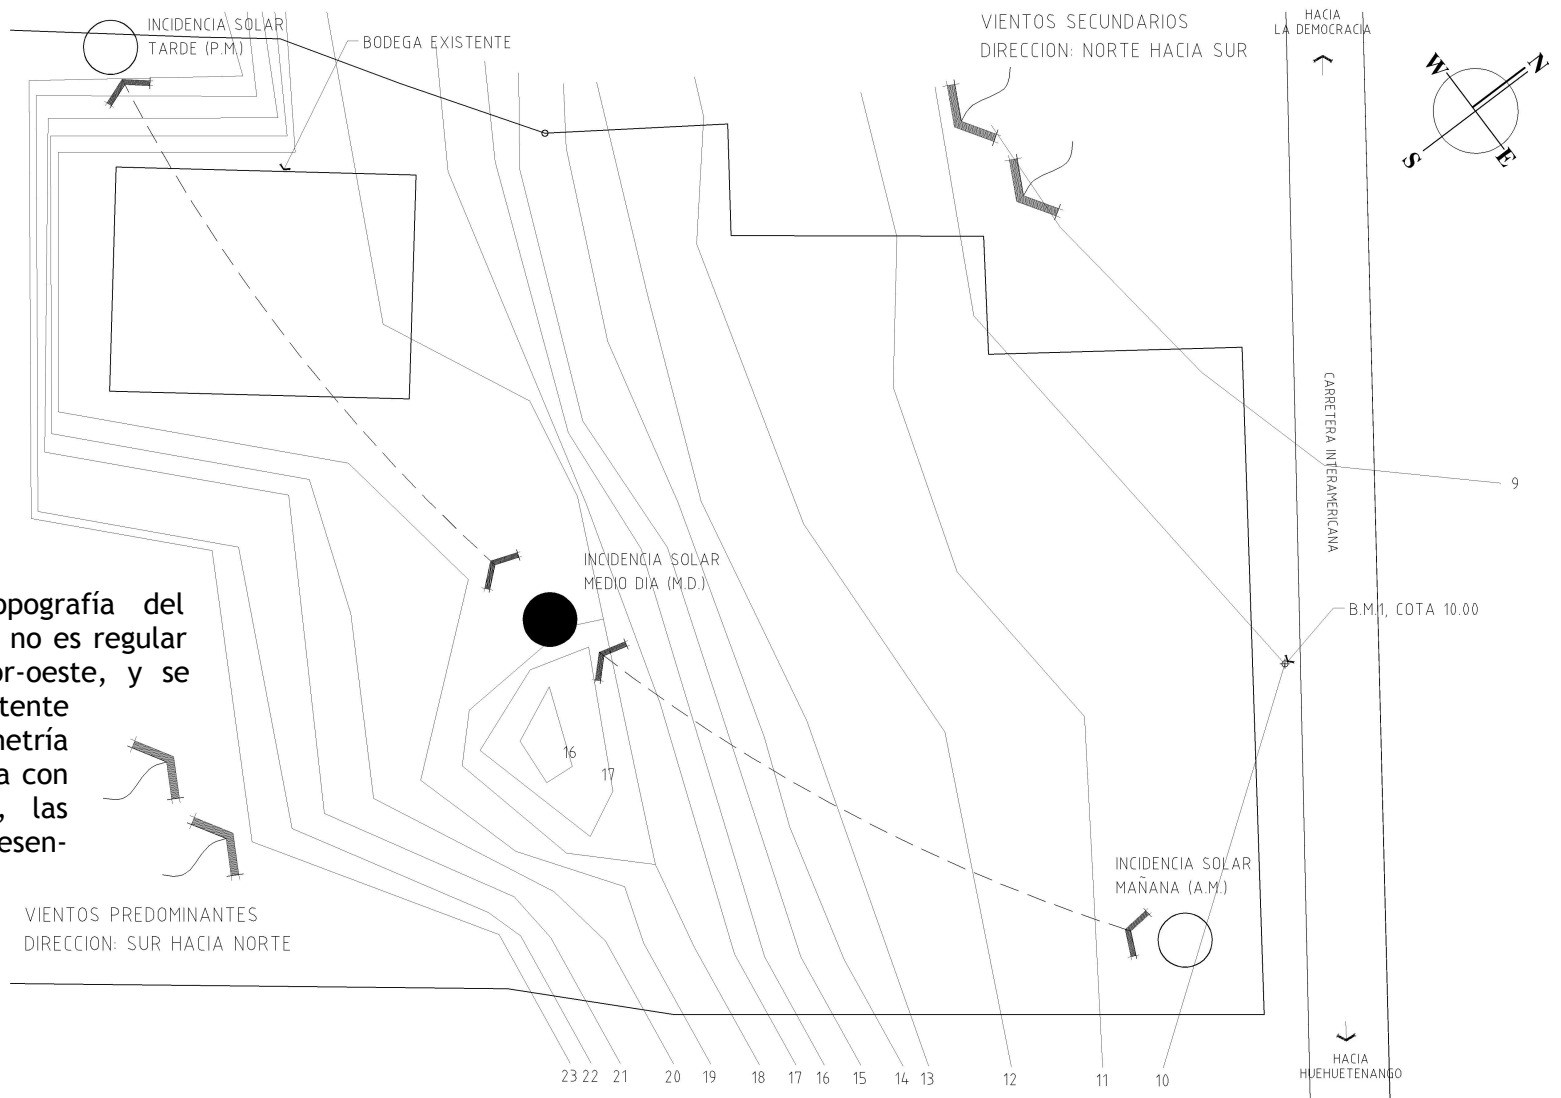 INCIDENCIA SOLAR
TARDE (P.M.)
BODEGA EXISTENTE
VIENTOS SECUNDARIOS
DIRECCION: NORTE HACIA SUR
HACIA
LA DEMOCRACIA
W
N
S
E
CARRETERA INTERAMERICANA
9
INCIDENCIA SOLAR
MEDIO DIA (M.D.)
B.M.1, COTA 10.00
opografía del
no es regular
or-oeste, y se
tente
netría
a con
, las
esen-
16
17
INCIDENCIA SOLAR
MAÑANA (A.M.)
VIENTOS PREDOMINANTES
DIRECCION: SUR HACIA NORTE
HACIA
HUEHUETENANGO
23 22 21 20 19 18 17 16 15 14 13 12 11 10